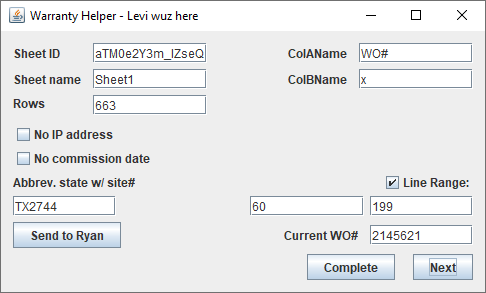 Warranty Helper - Levi wuz here
Sheet ID aTM0e2Y3m_IZseQ ColAName WO#
Sheet name Sheet1 ColBName x
Rows 663
No IP address
No commission date
Abbrev. state w/ site# Line Range:
TX2744 60 199
Send to Ryan Current WO# 2145621
Complete Next